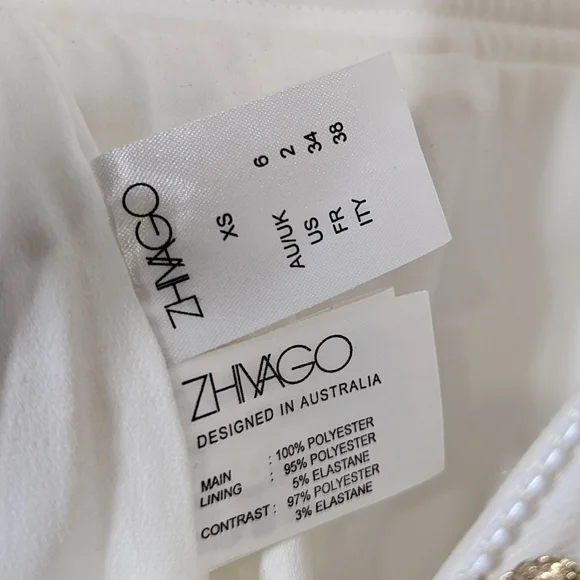 ZHIVAGO
XS
AU/UK 6
US 2
FR 34
ITY 38
ZHIVAGO
DESIGNED IN AUSTRALIA
MAIN : 100% POLYESTER
LINING : 95% POLYESTER
5% ELASTANE
CONTRAST : 97% POLYESTER
3% ELASTANE